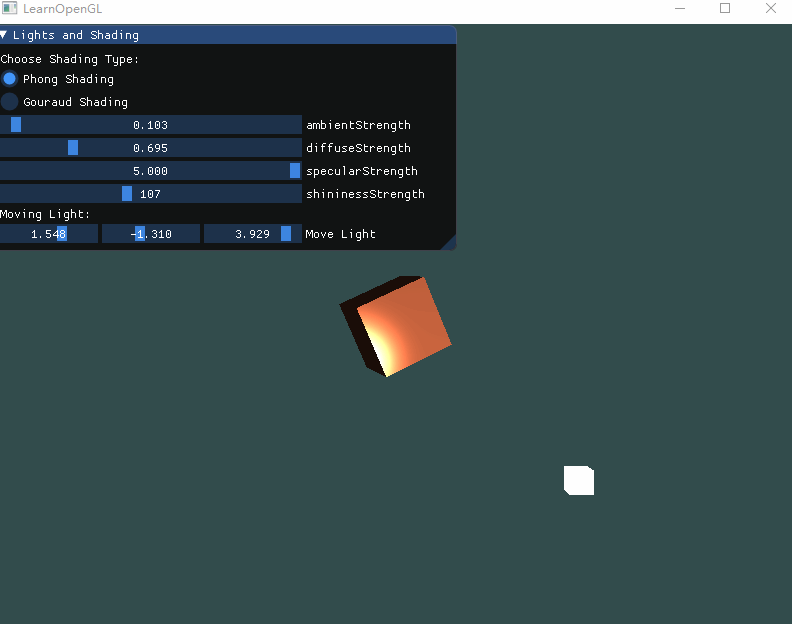 LearnOpenGL
Lights and Shading
Choose Shading Type:
Phong Shading
Gouraud Shading
0.103 ambientStrength
0.695 diffuseStrength
5.000 specularStrength
107 shininessStrength
Moving Light:
1.548 -1.310 3.929 Move Light